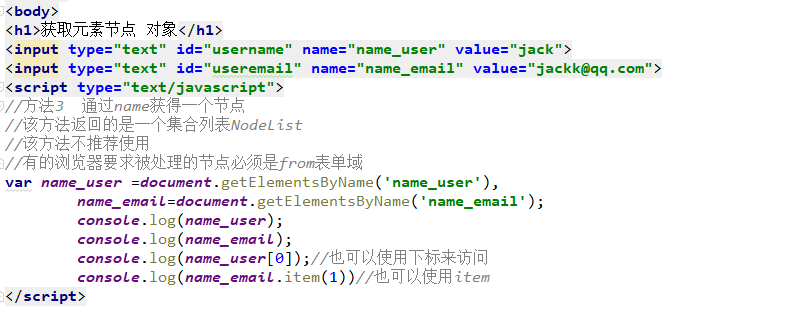 <body>
<h1>获取元素节点 对象</h1>
<input type="text" id="username" name="name_user" value="jack">
<input type="text" id="useremail" name="name_email" value="jackk@qq.com">
<script type="text/javascript">
//方法3 通过name获得一个节点
//该方法返回的是一个集合列表NodeList
//该方法不推荐使用
//有的浏览器要求被处理的节点必须是from表单域
var name_user =document.getElementsByName('name_user'),
name_email=document.getElementsByName('name_email');
console.log(name_user);
console.log(name_email);
console.log(name_user[0]);//也可以使用下标来访问
console.log(name_email.item(1))//也可以使用item
</script>